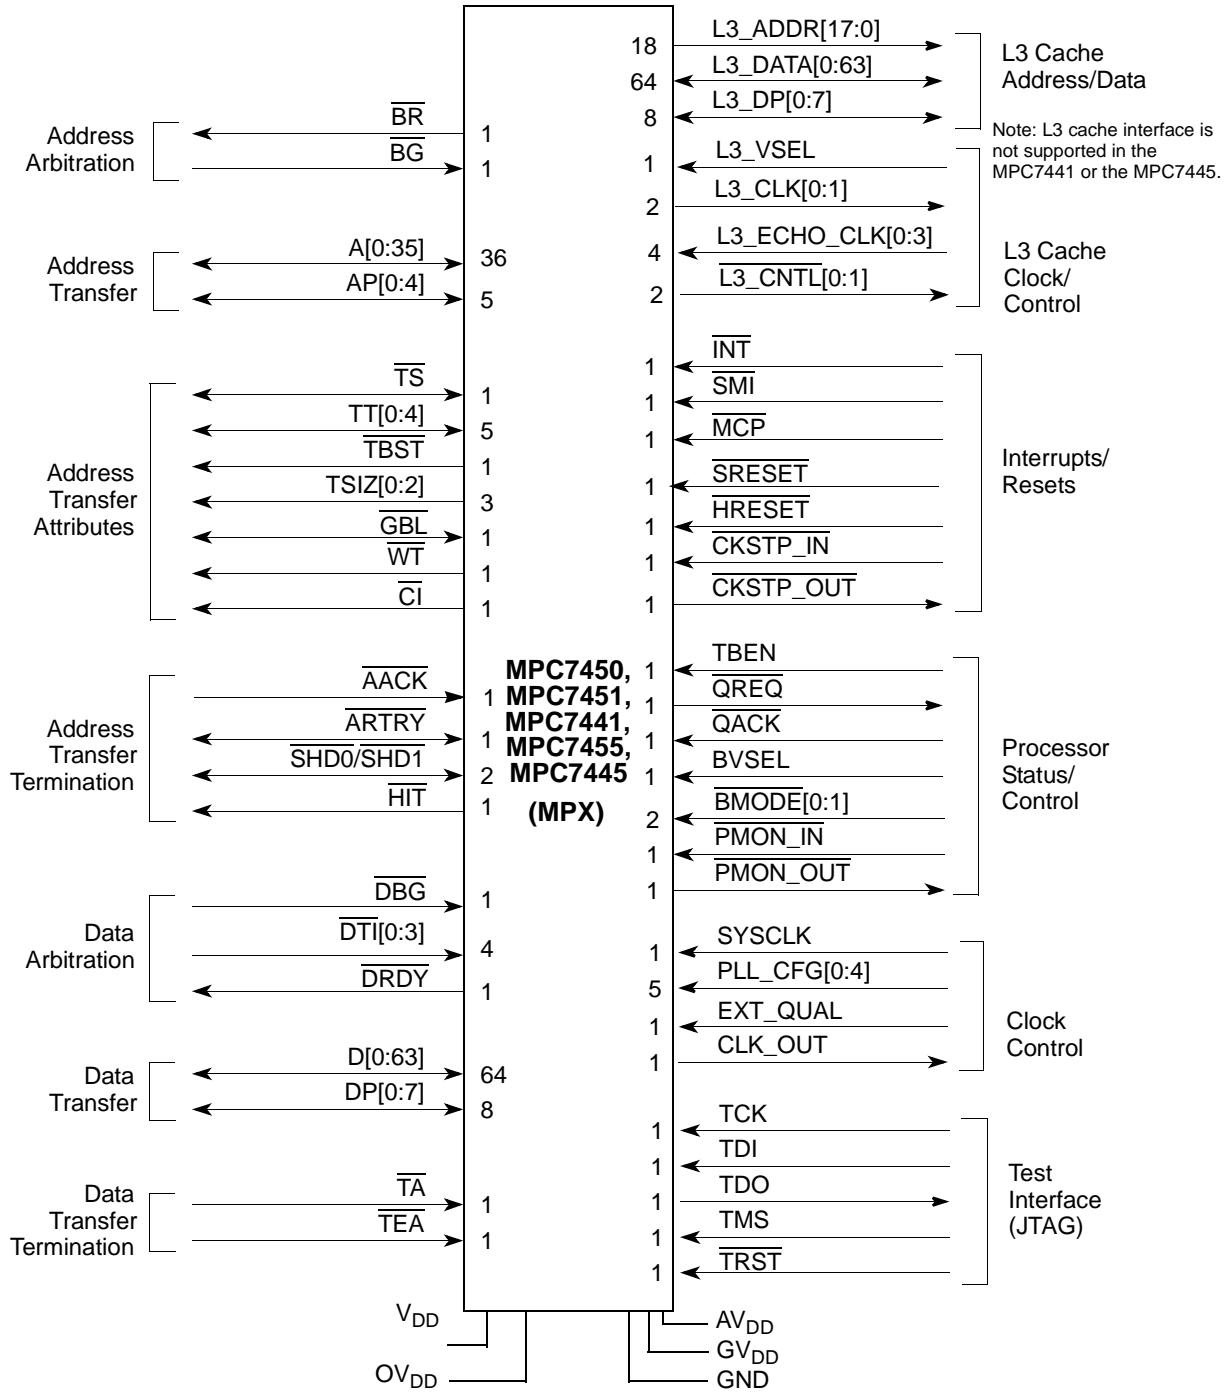 Address
Arbitration
BR
1
BG
1
Address
Transfer
A[0:35]
36
AP[0:4]
5
Address
Transfer
Attributes
TS
1
TT[0:4]
5
TBST
1
TSIZ[0:2]
3
GBL
1
WT
1
CI
1
Address
Transfer
Termination
AACK
1
ARTRY
1
SHD0/SHD1
2
HIT
1
Data
Arbitration
DBG
1
DTI[0:3]
4
DRDY
1
Data
Transfer
D[0:63]
64
DP[0:7]
8
Data
Transfer
Termination
TA
1
TEA
1
VDD
OVDD
MPC7450,
MPC7451,
MPC7441,
MPC7455,
MPC7445
(MPX)
18
L3_ADDR[17:0]
64
L3_DATA[0:63]
8
L3_DP[0:7]
L3 Cache
Address/Data
Note: L3 cache interface is
not supported in the
MPC7441 or the MPC7445.
1
L3_VSEL
2
L3_CLK[0:1]
4
L3_ECHO_CLK[0:3]
2
L3_CNTL[0:1]
L3 Cache
Clock/
Control
1
INT
1
SMI
1
MCP
1
SRESET
1
HRESET
1
CKSTP_IN
1
CKSTP_OUT
Interrupts/
Resets
1
TBEN
1
QREQ
1
QACK
1
BVSEL
2
BMODE[0:1]
1
PMON_IN
1
PMON_OUT
Processor
Status/
Control
1
SYSCLK
5
PLL_CFG[0:4]
1
EXT_QUAL
1
CLK_OUT
Clock
Control
1
TCK
1
TDI
1
TDO
1
TMS
1
TRST
Test
Interface
(JTAG)
AVDD
GVDD
GND